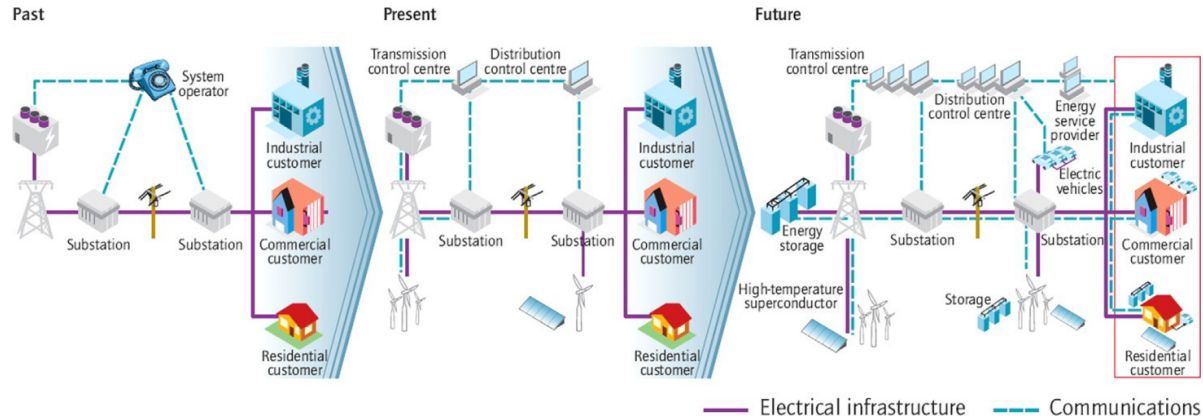 Past
System
operator
Substation
Substation
Industrial
customer
Commercial
customer
Residential
customer
Present
Transmission
control centre
Distribution
control centre
Substation
Substation
Industrial
customer
Commercial
customer
Residential
customer
Future
Transmission
control centre
Distribution
control centre
Energy
service
provider
Electric
vehicles
Energy
storage
Substation
Substation
High-temperature
superconductor
Storage
Industrial
customer
Commercial
customer
Residential
customer
Electrical infrastructure
Communications